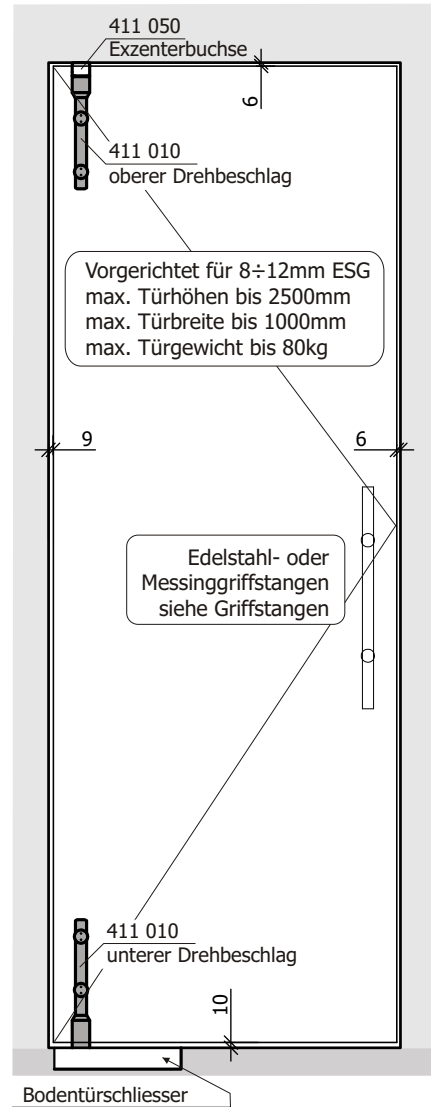 411 050
Exzenterbuchse
6
411 010
oberer Drehbeschlag
Vorgerichtet für 8÷12mm ESG
max. Türhöhen bis 2500mm
max. Türbreite bis 1000mm
max. Türgewicht bis 80kg
9
6
Edelstahl- oder
Messinggriffstangen
siehe Griffstangen
411 010
unterer Drehbeschlag
10
Bodentürschliesser